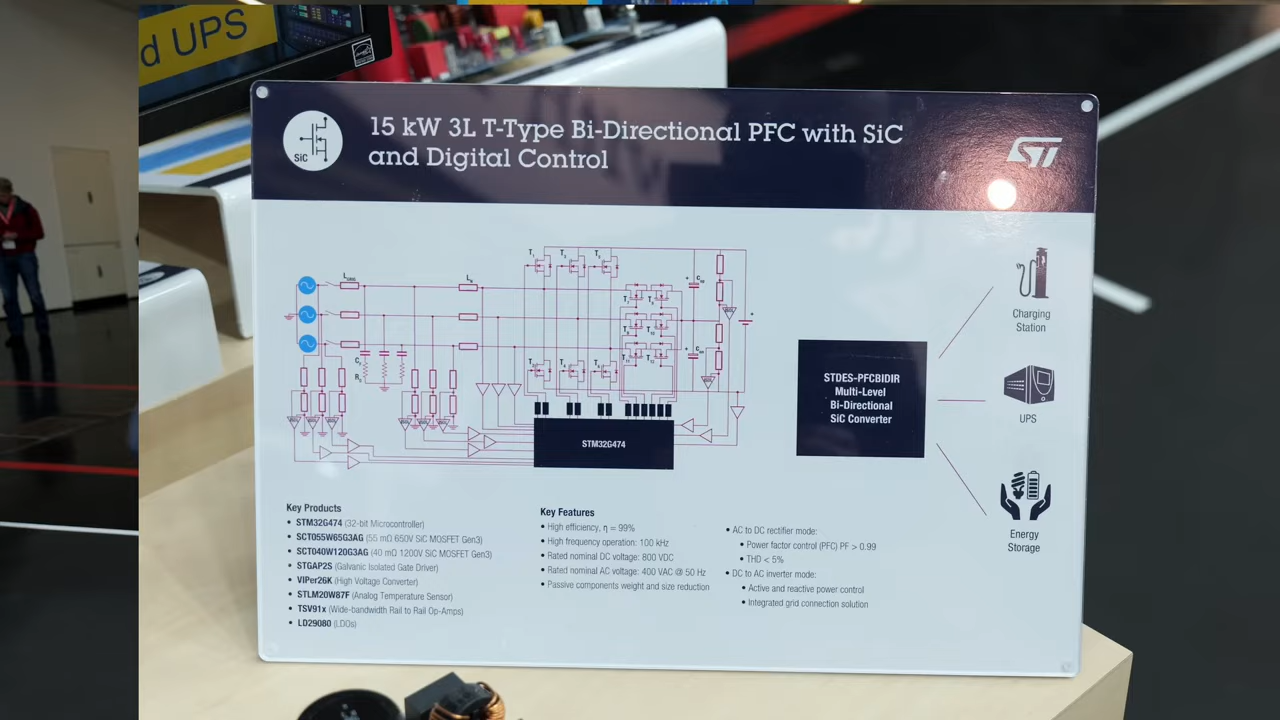 d UPS
SiC
15 kW 3L T-Type Bi-Directional PFC with SiC
and Digital Control
ST
STM32G474
STDES-PFCBIDIR
Multi-Level
Bi-Directional
SiC Converter
Charging
Station
UPS
Energy
Storage
Key Products
• STM32G474 (32-bit Microcontroller)
• SCT055W65G3AG (55 mΩ 650V SiC MOSFET Gen3)
• SCT040W120G3AG (40 mΩ 1200V SiC MOSFET Gen3)
• STGAP2S (Galvanic Isolated Gate Driver)
• VIPer26K (High Voltage Converter)
• STLM20W87F (Analog Temperature Sensor)
• TSV91x (Wide-bandwidth Rail to Rail Op-Amps)
• LD29080 (LDOs)
Key Features
• High efficiency, η = 99%
• High frequency operation: 100 kHz
• Rated nominal DC voltage: 800 VDC
• Rated nominal AC voltage: 400 VAC @ 50 Hz
• Passive components weight and size reduction
• AC to DC rectifier mode:
• Power factor control (PFC) PF > 0.99
• THD < 5%
• DC to AC inverter mode:
• Active and reactive power control
• Integrated grid connection solution